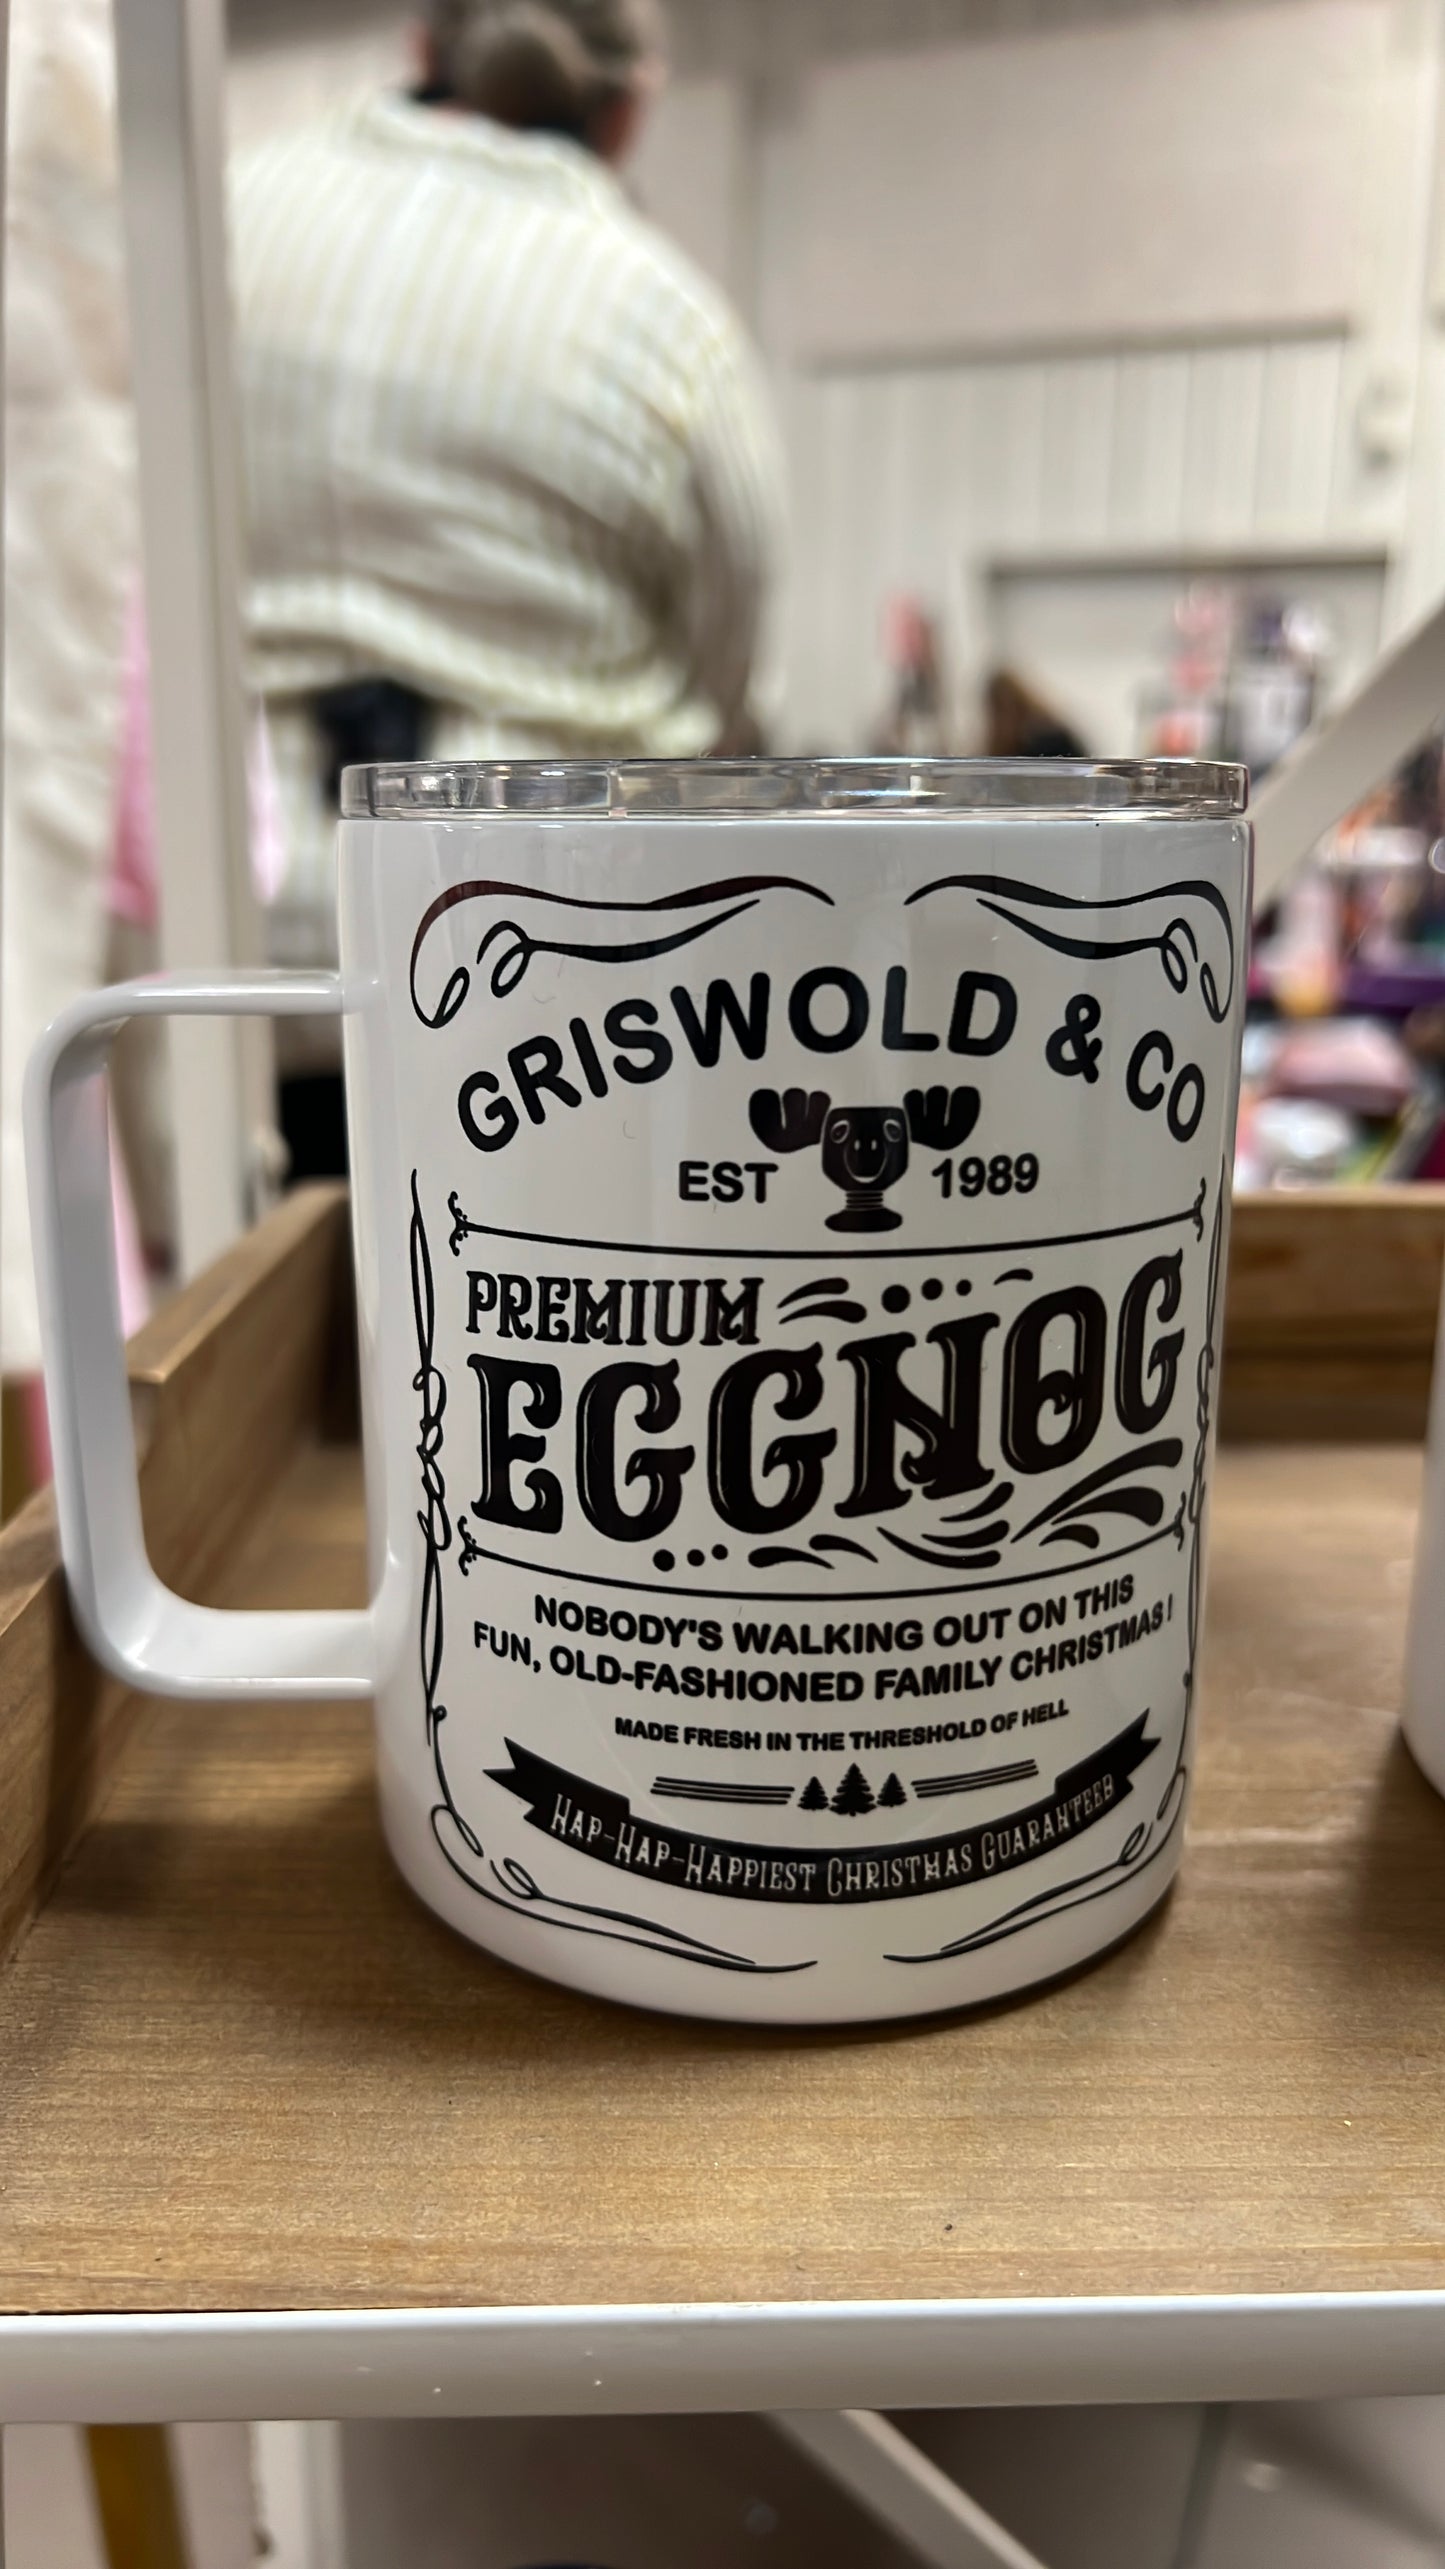 GRISWOLD & CO
EST 1989
PREMIUM
EGGNOG
NOBODY'S WALKING OUT ON THIS
FUN, OLD-FASHIONED FAMILY CHRISTMAS!
MADE FRESH IN THE THRESHOLD OF HELL
HAP-HAP-HAPPIEST CHRISTMAS GUARANTEED